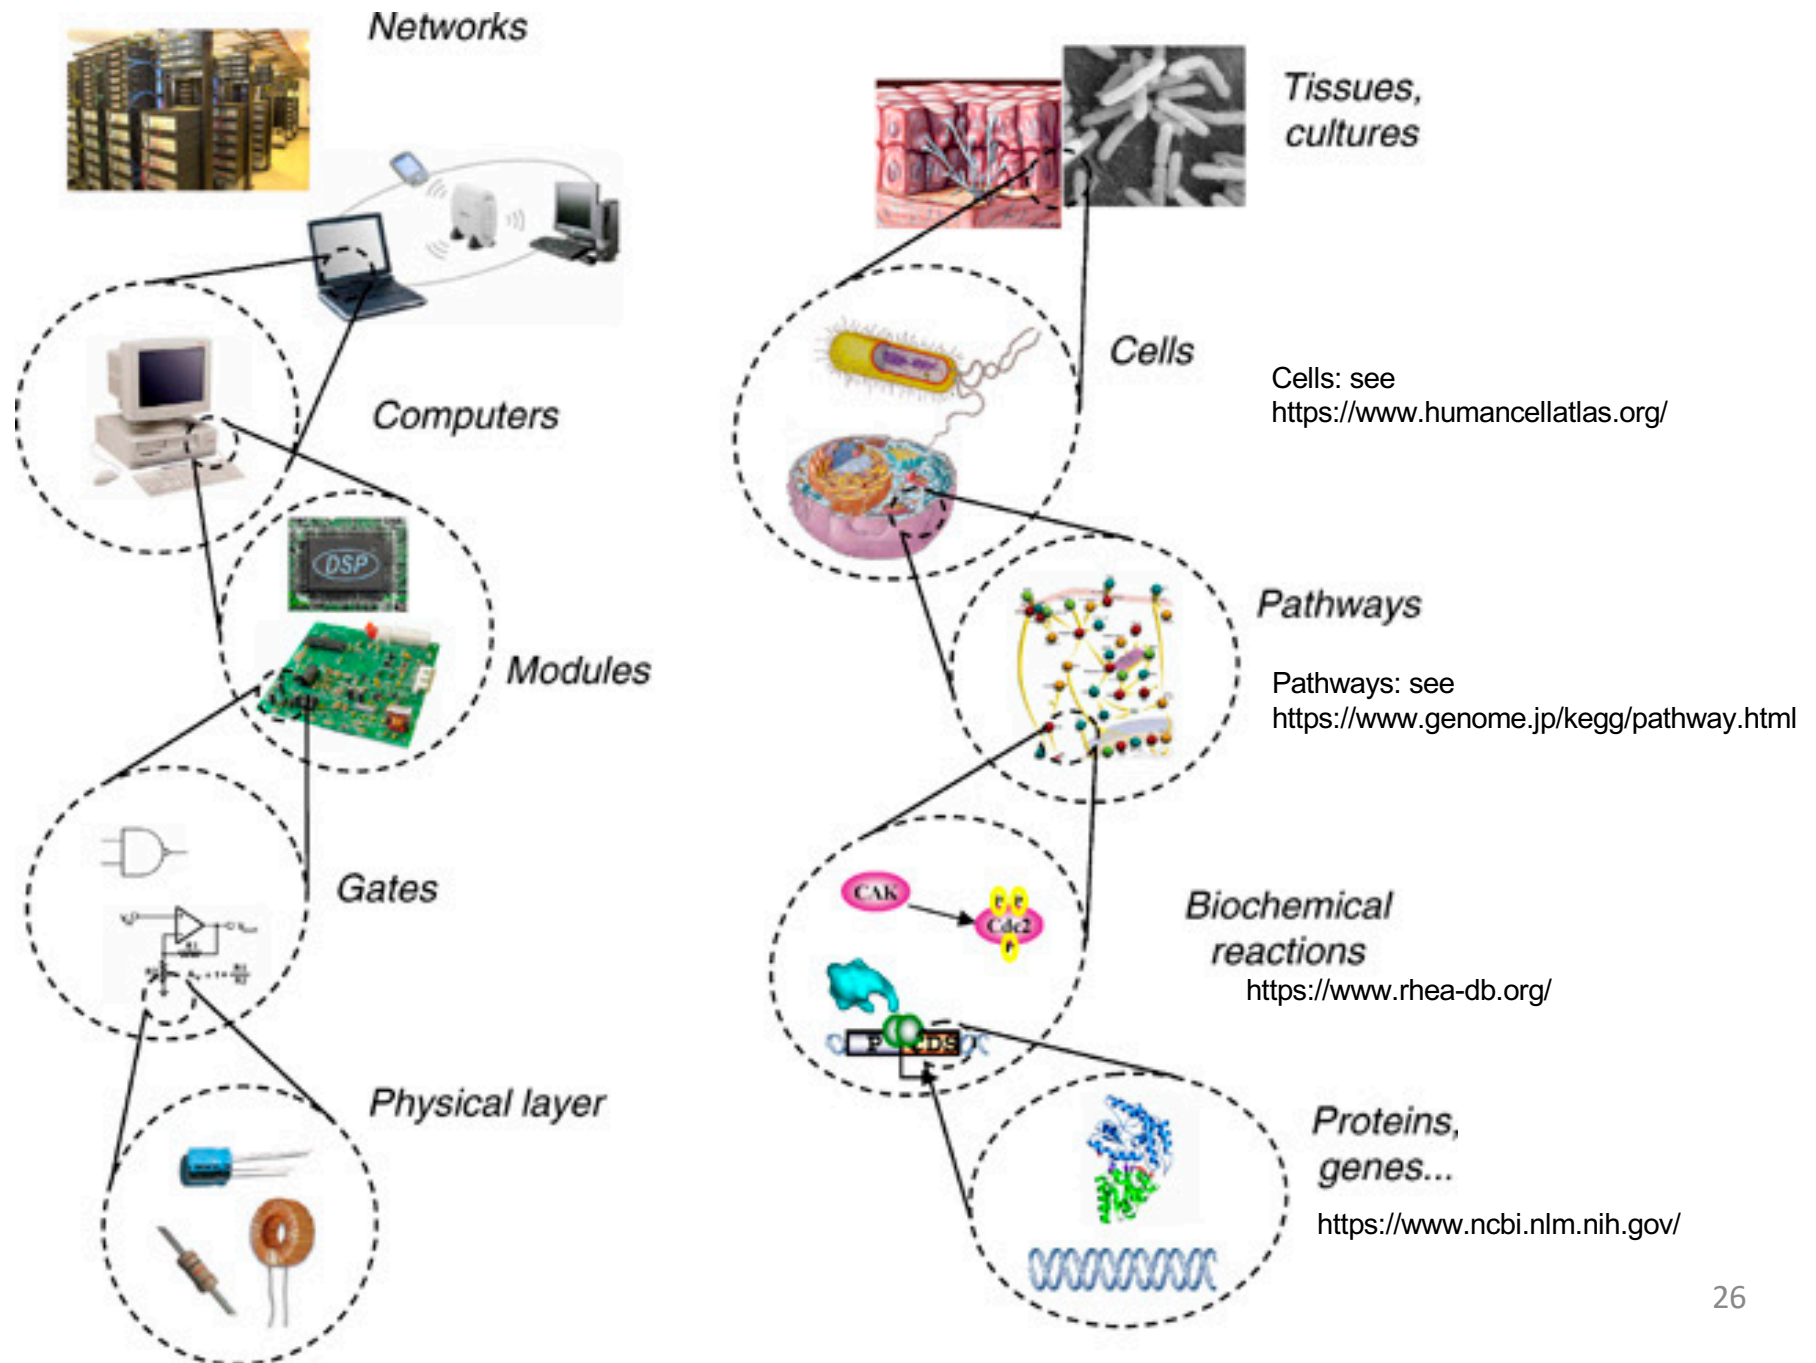 Networks
Computers
DSP
Modules
Gates
R1
Physical layer
Tissues,
cultures
Cells
Cells: see
https://www.humancellatlas.org/
Pathways
Pathways: see
https://www.genome.jp/kegg/pathway.html
CAK
Cdc2
Biochemical
reactions
https://www.rhea-db.org/
P
CDS
Proteins,
genes...
https://www.ncbi.nlm.nih.gov/
26